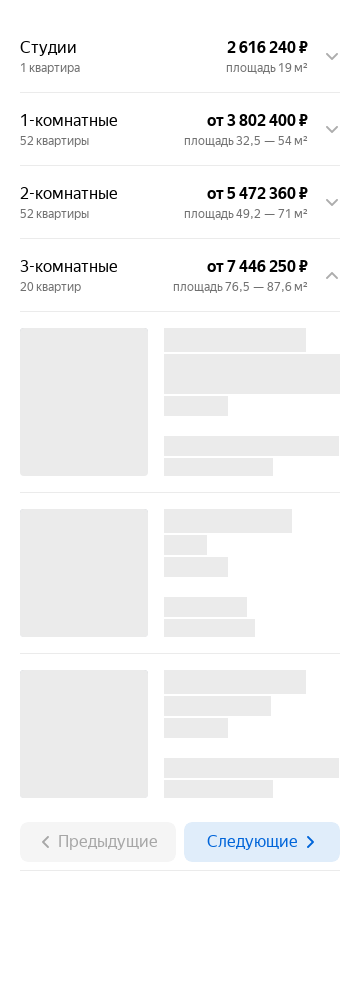 Студии 2 616 240 ₽
1 квартира площадь 19 м²
1-комнатные от 3 802 400 ₽
52 квартиры площадь 32,5 — 54 м²
2-комнатные от 5 472 360 ₽
52 квартиры площадь 49,2 — 71 м²
3-комнатные от 7 446 250 ₽
20 квартир площадь 76,5 — 87,6 м²
Предыдущие Следующие